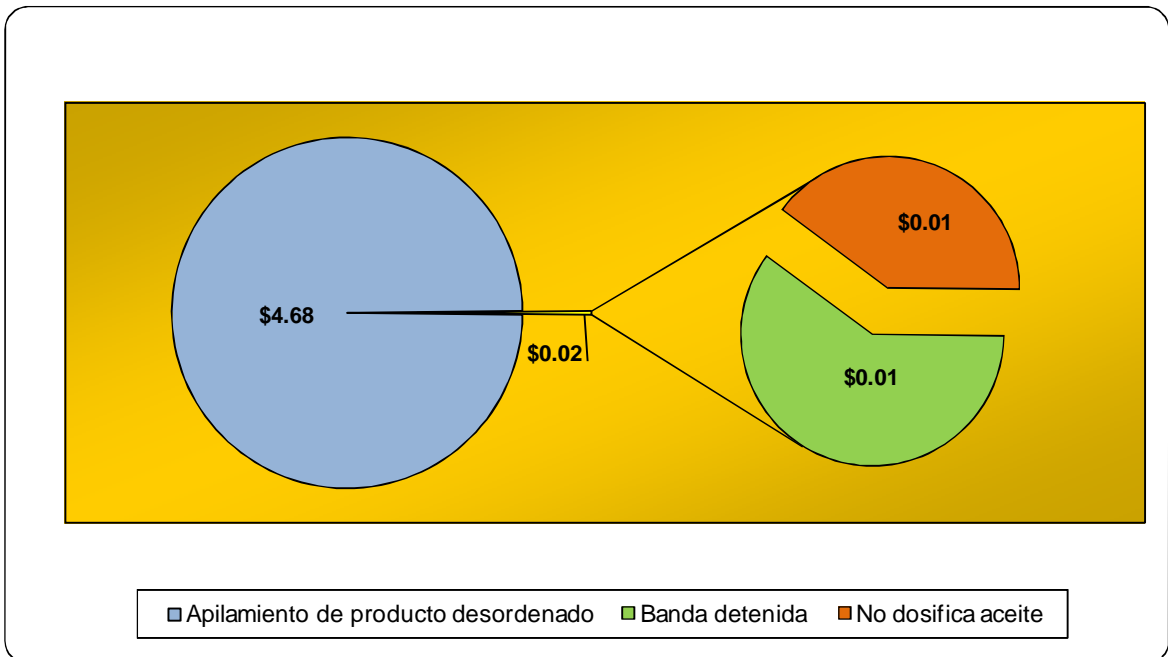 $0.01
$4.68
$0.02
$0.01
Apilamiento de producto desordenado Banda detenida No dosifica aceite